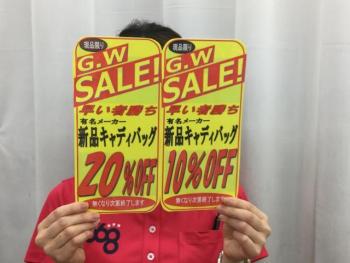 現品限り
G.W
SALE!
早い者勝ち
有名メーカー
新品キャディバッグ
20%OFF
無くなり次第終了します
現品限り
G.W
SALE!
早い者勝ち
有名メーカー
新品キャディバッグ
10%OFF
無くなり次第終了します